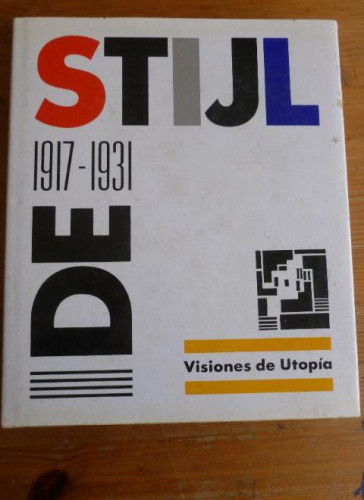 DE
STIJL
1917-1931
Visiones de Utopía